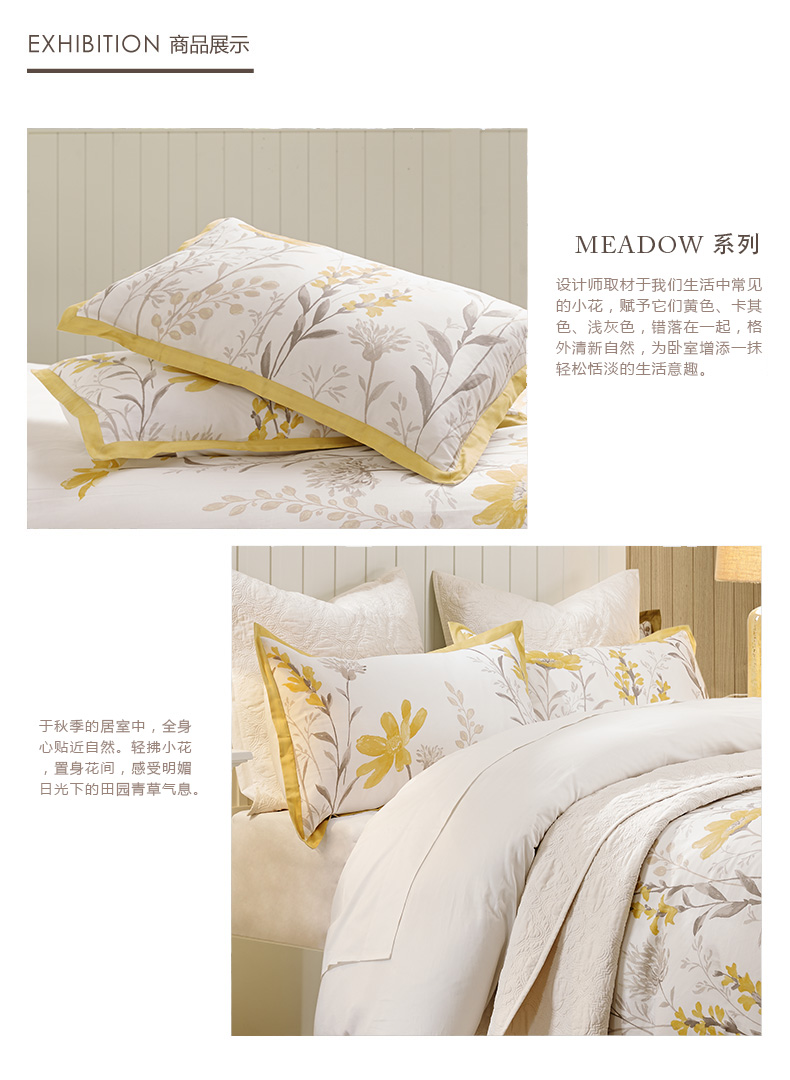 EXHIBITION 商品展示
MEADOW 系列
设计师取材于我们生活中常见
的小花，赋予它们黄色、卡其
色、浅灰色，错落在一起，格
外清新自然，为卧室增添一抹
轻松恬淡的生活意趣。
于秋季的居室中，全身
心贴近自然。轻拂小花
，置身花间，感受明媚
日光下的田园青草气息。